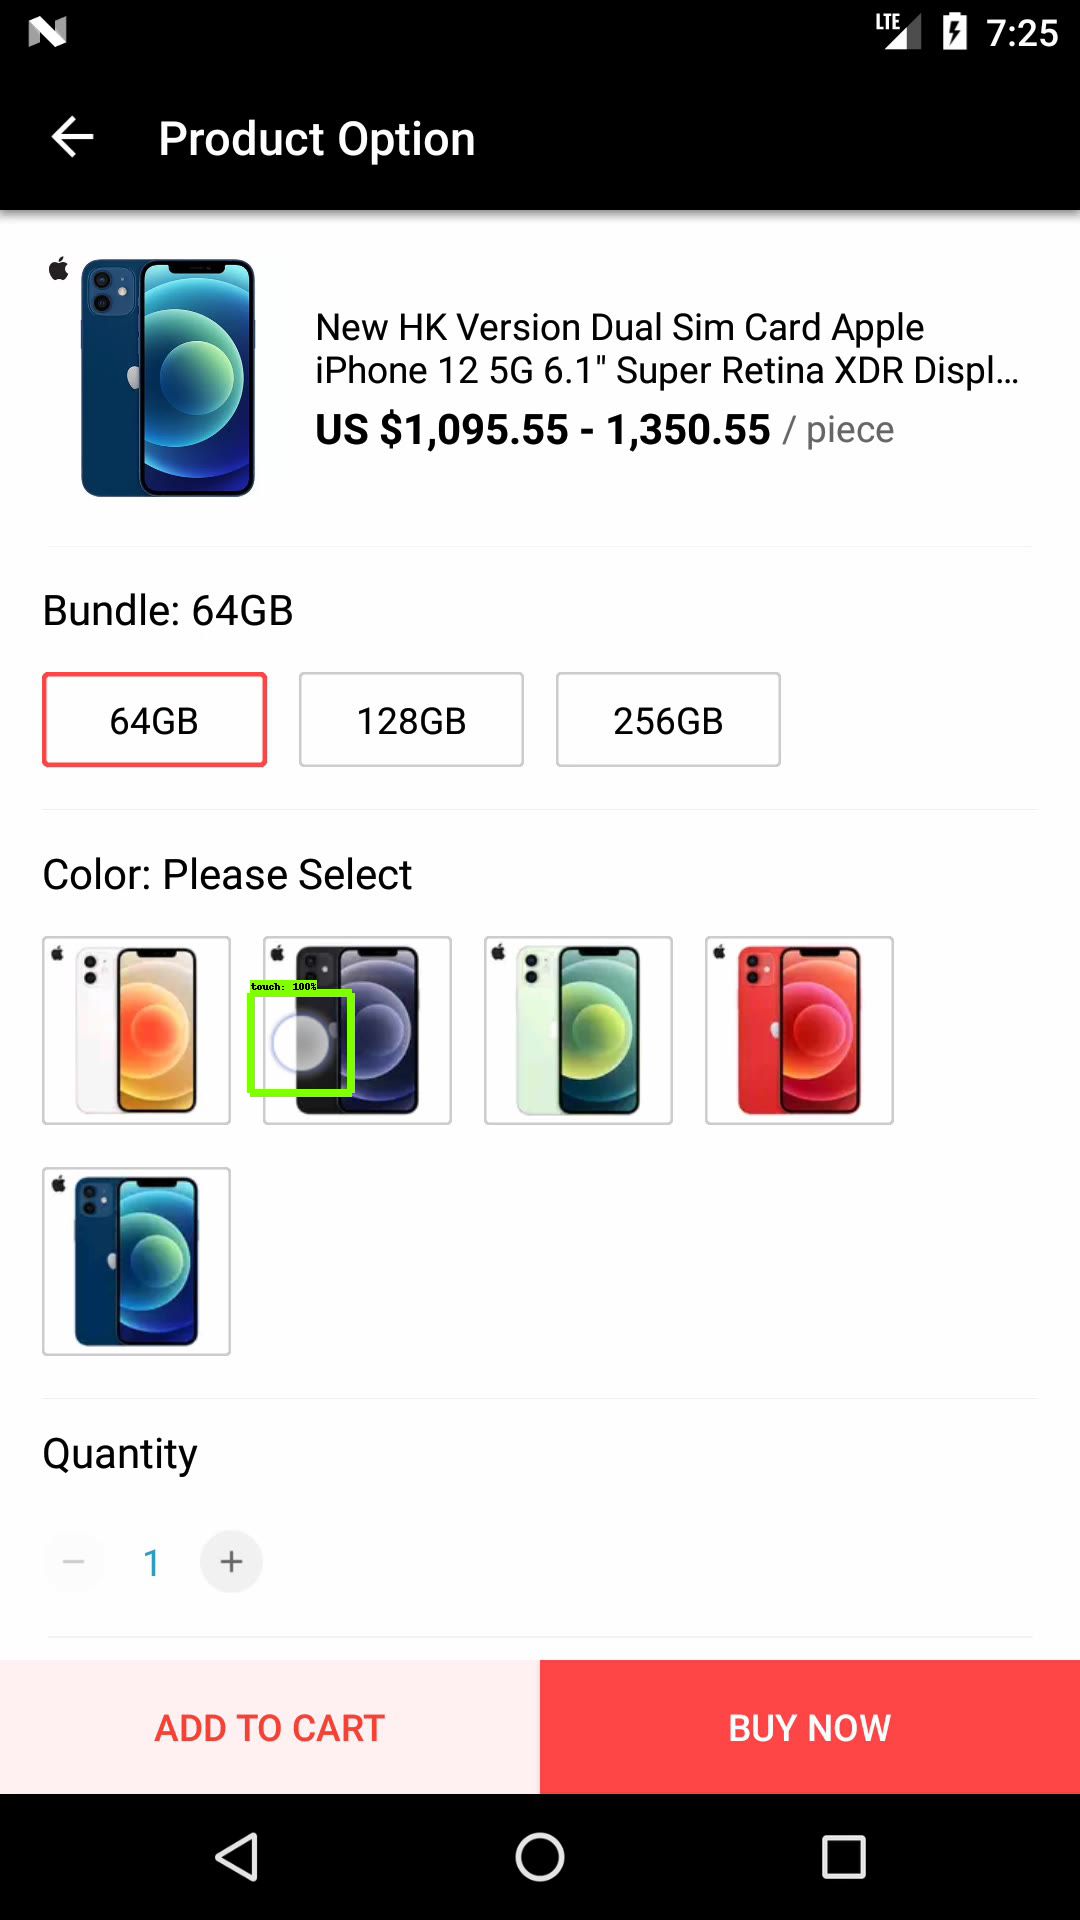 LTE 7:25
Product Option
New HK Version Dual Sim Card Apple
iPhone 12 5G 6.1" Super Retina XDR Displ...
US $1,095.55 - 1,350.55 / piece
Bundle: 64GB
64GB 128GB 256GB
Color: Please Select
touch: 100%
Quantity
1
ADD TO CART BUY NOW